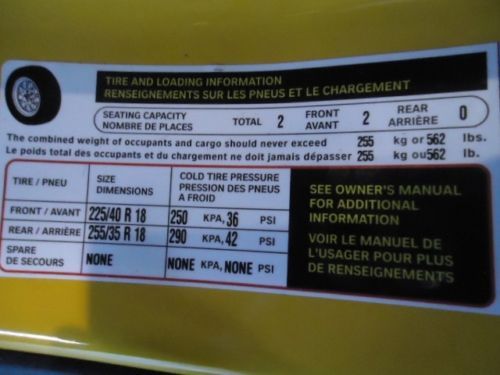 TIRE AND LOADING INFORMATION
RENSEIGNEMENTS SUR LES PNEUS ET LE CHARGEMENT
SEATING CAPACITY
NOMBRE DE PLACES
TOTAL 2
FRONT
AVANT
2
REAR
ARRIÈRE
0
The combined weight of occupants and cargo should never exceed 255 kg or 562 lbs.
Le poids total des occupants et du chargement ne doit jamais dépasser 255 kg ou 562 lb.
TIRE / PNEU
SIZE
DIMENSIONS
COLD TIRE PRESSURE
PRESSION DES PNEUS
A FROID
FRONT / AVANT 225/40 R 18 250 KPA, 36 PSI
REAR / ARRIÈRE 255/35 R 18 290 KPA, 42 PSI
SPARE
DE SECOURS
NONE NONE KPA, NONE PSI
SEE OWNER'S MANUAL
FOR ADDITIONAL
INFORMATION
VOIR LE MANUEL DE
L'USAGER POUR PLUS
DE RENSEIGNEMENTS